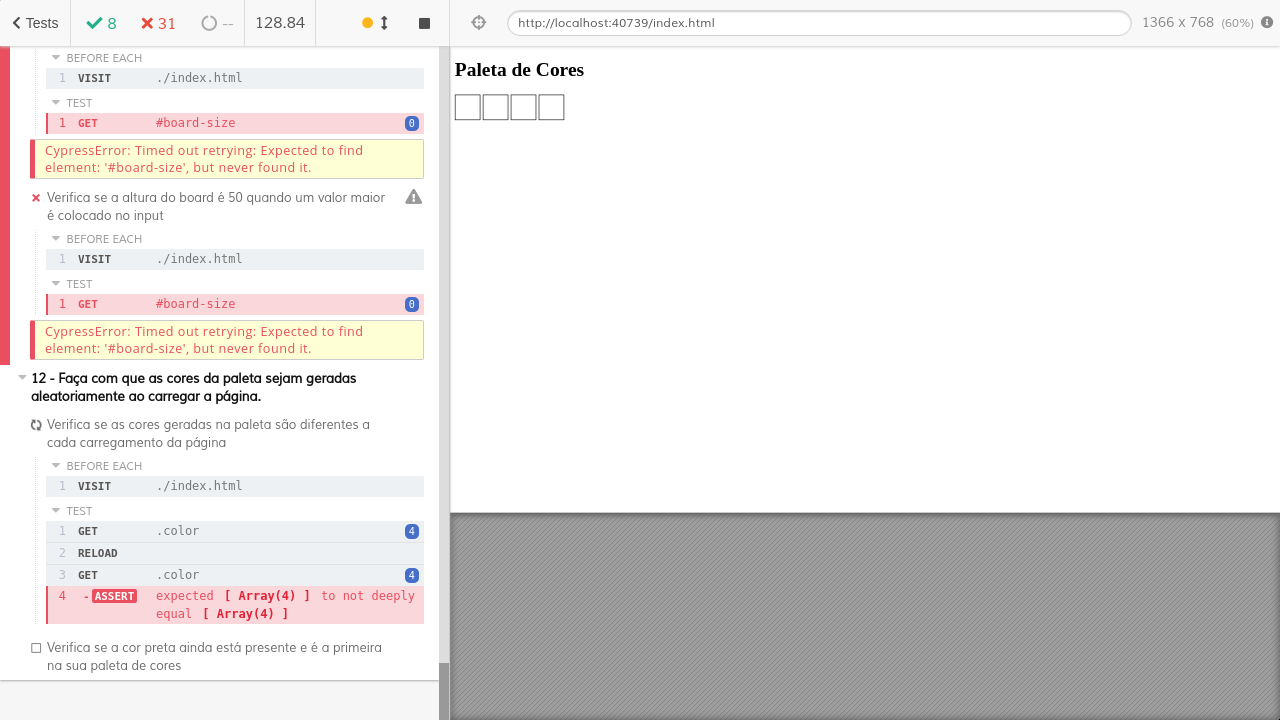 Tests 8 31 -- 128.84 http://localhost:40739/index.html 1366 x 768 (60%)
BEFORE EACH
1 VISIT ./index.html
TEST
1 GET #board-size 0
CypressError: Timed out retrying: Expected to find
element: '#board-size', but never found it.
Verifica se a altura do board é 50 quando um valor maior
é colocado no input
BEFORE EACH
1 VISIT ./index.html
TEST
1 GET #board-size 0
CypressError: Timed out retrying: Expected to find
element: '#board-size', but never found it.
12 - Faça com que as cores da paleta sejam geradas
aleatoriamente ao carregar a página.
Verifica se as cores geradas na paleta são diferentes a
cada carregamento da página
BEFORE EACH
1 VISIT ./index.html
TEST
1 GET .color 4
2 RELOAD
3 GET .color 4
4 -ASSERT expected [ Array(4) ] to not deeply
equal [ Array(4) ]
Verifica se a cor preta ainda está presente e é a primeira
na sua paleta de cores
Paleta de Cores